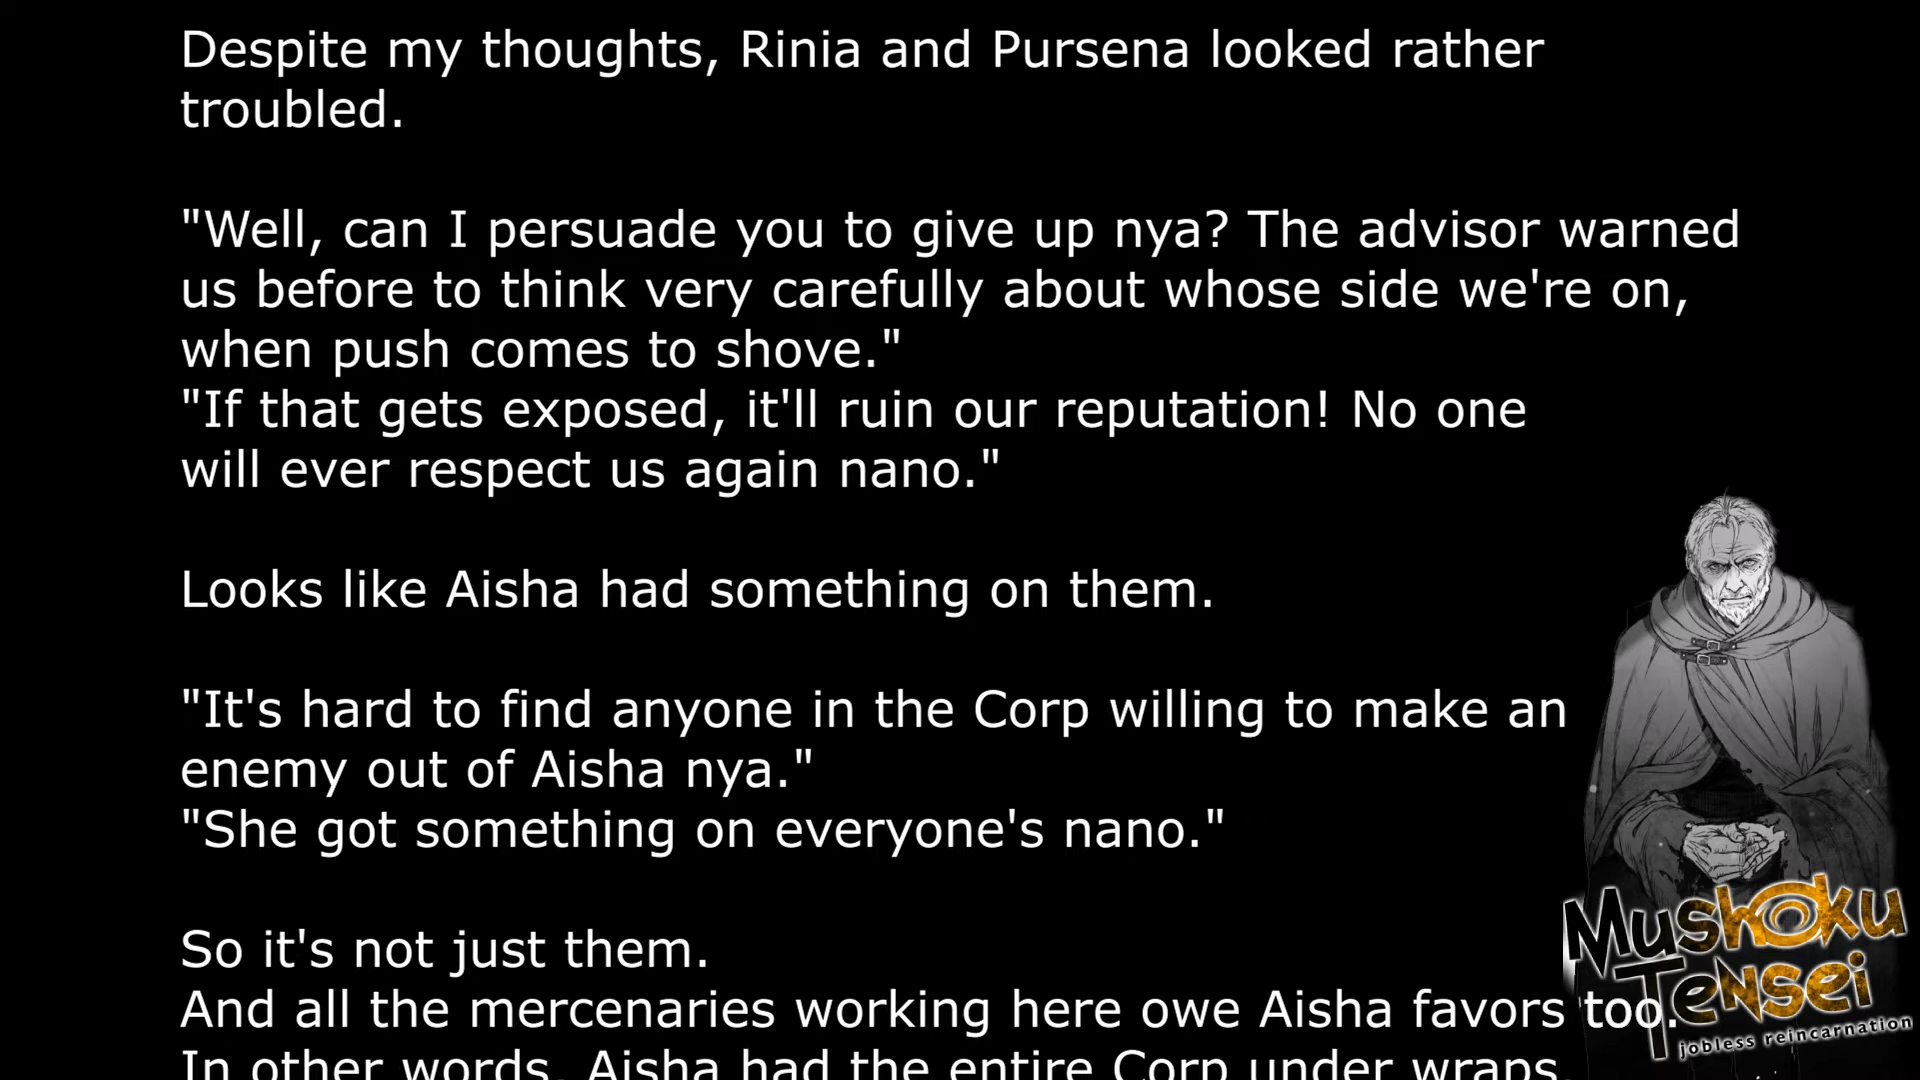 Despite my thoughts, Rinia and Pursena looked rather
troubled.
"Well, can I persuade you to give up nya? The advisor warned
us before to think very carefully about whose side we're on,
when push comes to shove."
"If that gets exposed, it'll ruin our reputation! No one
will ever respect us again nano."
Looks like Aisha had something on them.
"It's hard to find anyone in the Corp willing to make an
enemy out of Aisha nya."
"She got something on everyone's nano."
So it's not just them.
And all the mercenaries working here owe Aisha favors too.
In other words, Aisha had the entire Corp under wraps.
Mushoku
Tensei
jobless reincarnation